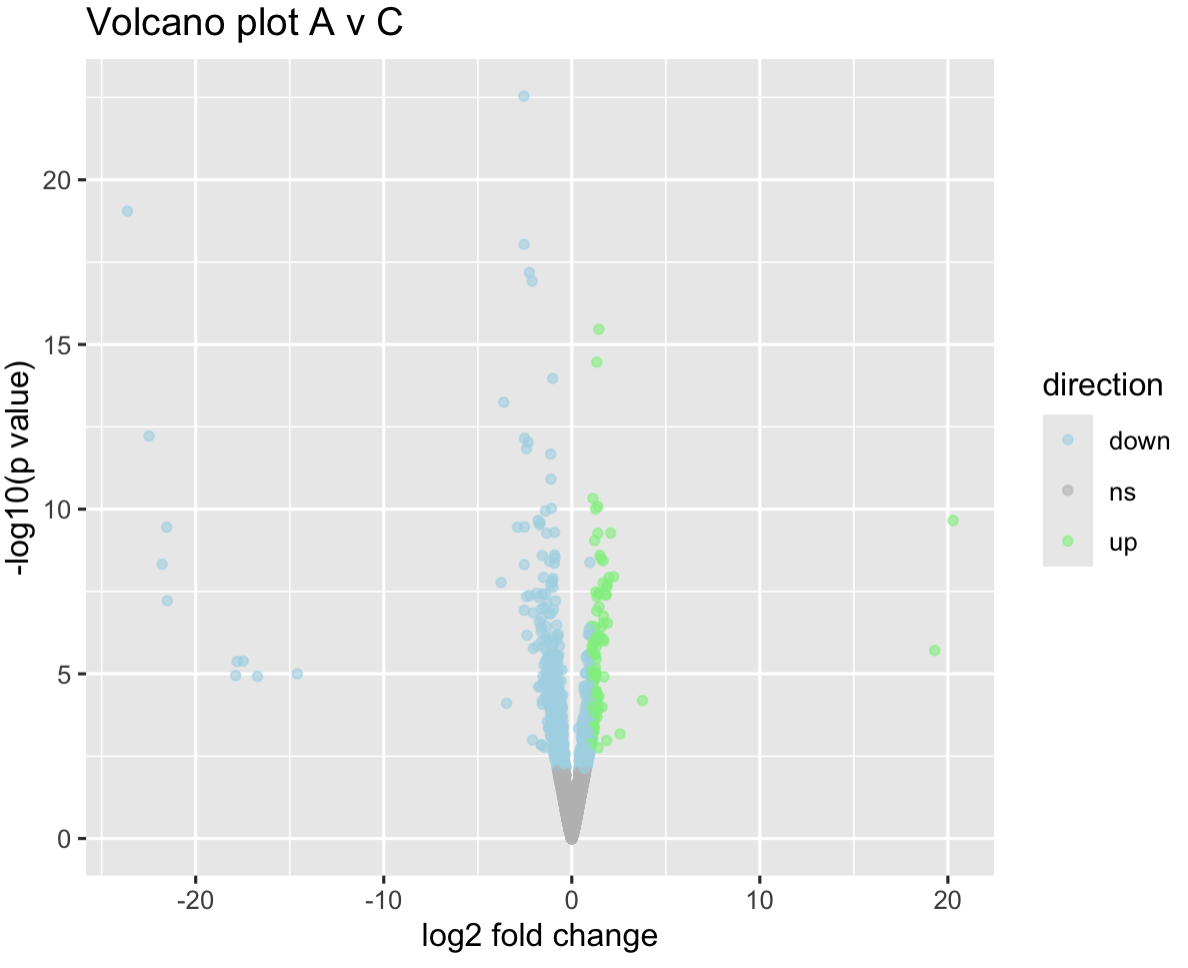 Volcano plot A v C
-log10(p value)
20
15
10
5
0
-20
-10
0
10
20
log2 fold change
direction
down
ns
up